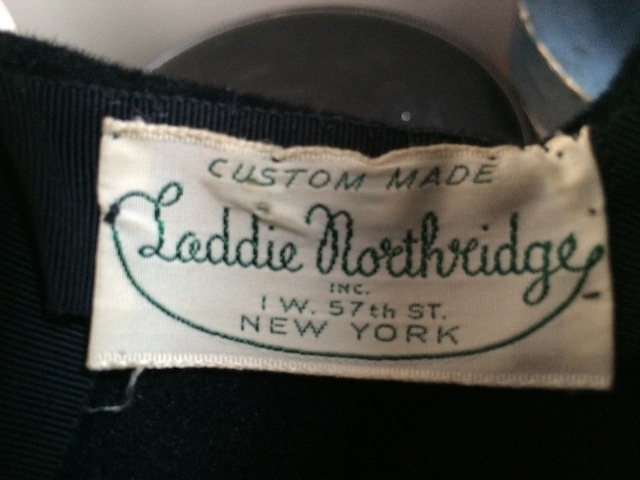 CUSTOM MADE
Laddie Northridge
INC.
1 W. 57th ST.
NEW YORK